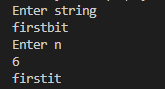 Enter string
firstbit
Enter n
6
firstit